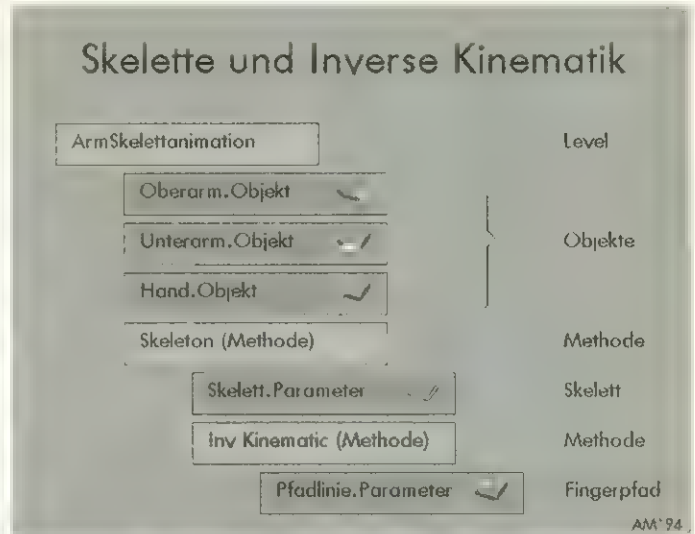 Skelette und Inverse Kinematik
ArmSkelettanimation Level
Oberarm.Objekt
Unterarm.Objekt Objekte
Hand.Objekt
Skeleton (Methode) Methode
Skelett.Parameter Skelett
Inv Kinematic (Methode) Methode
Pfadlinie.Parameter Fingerpfad
AM'94